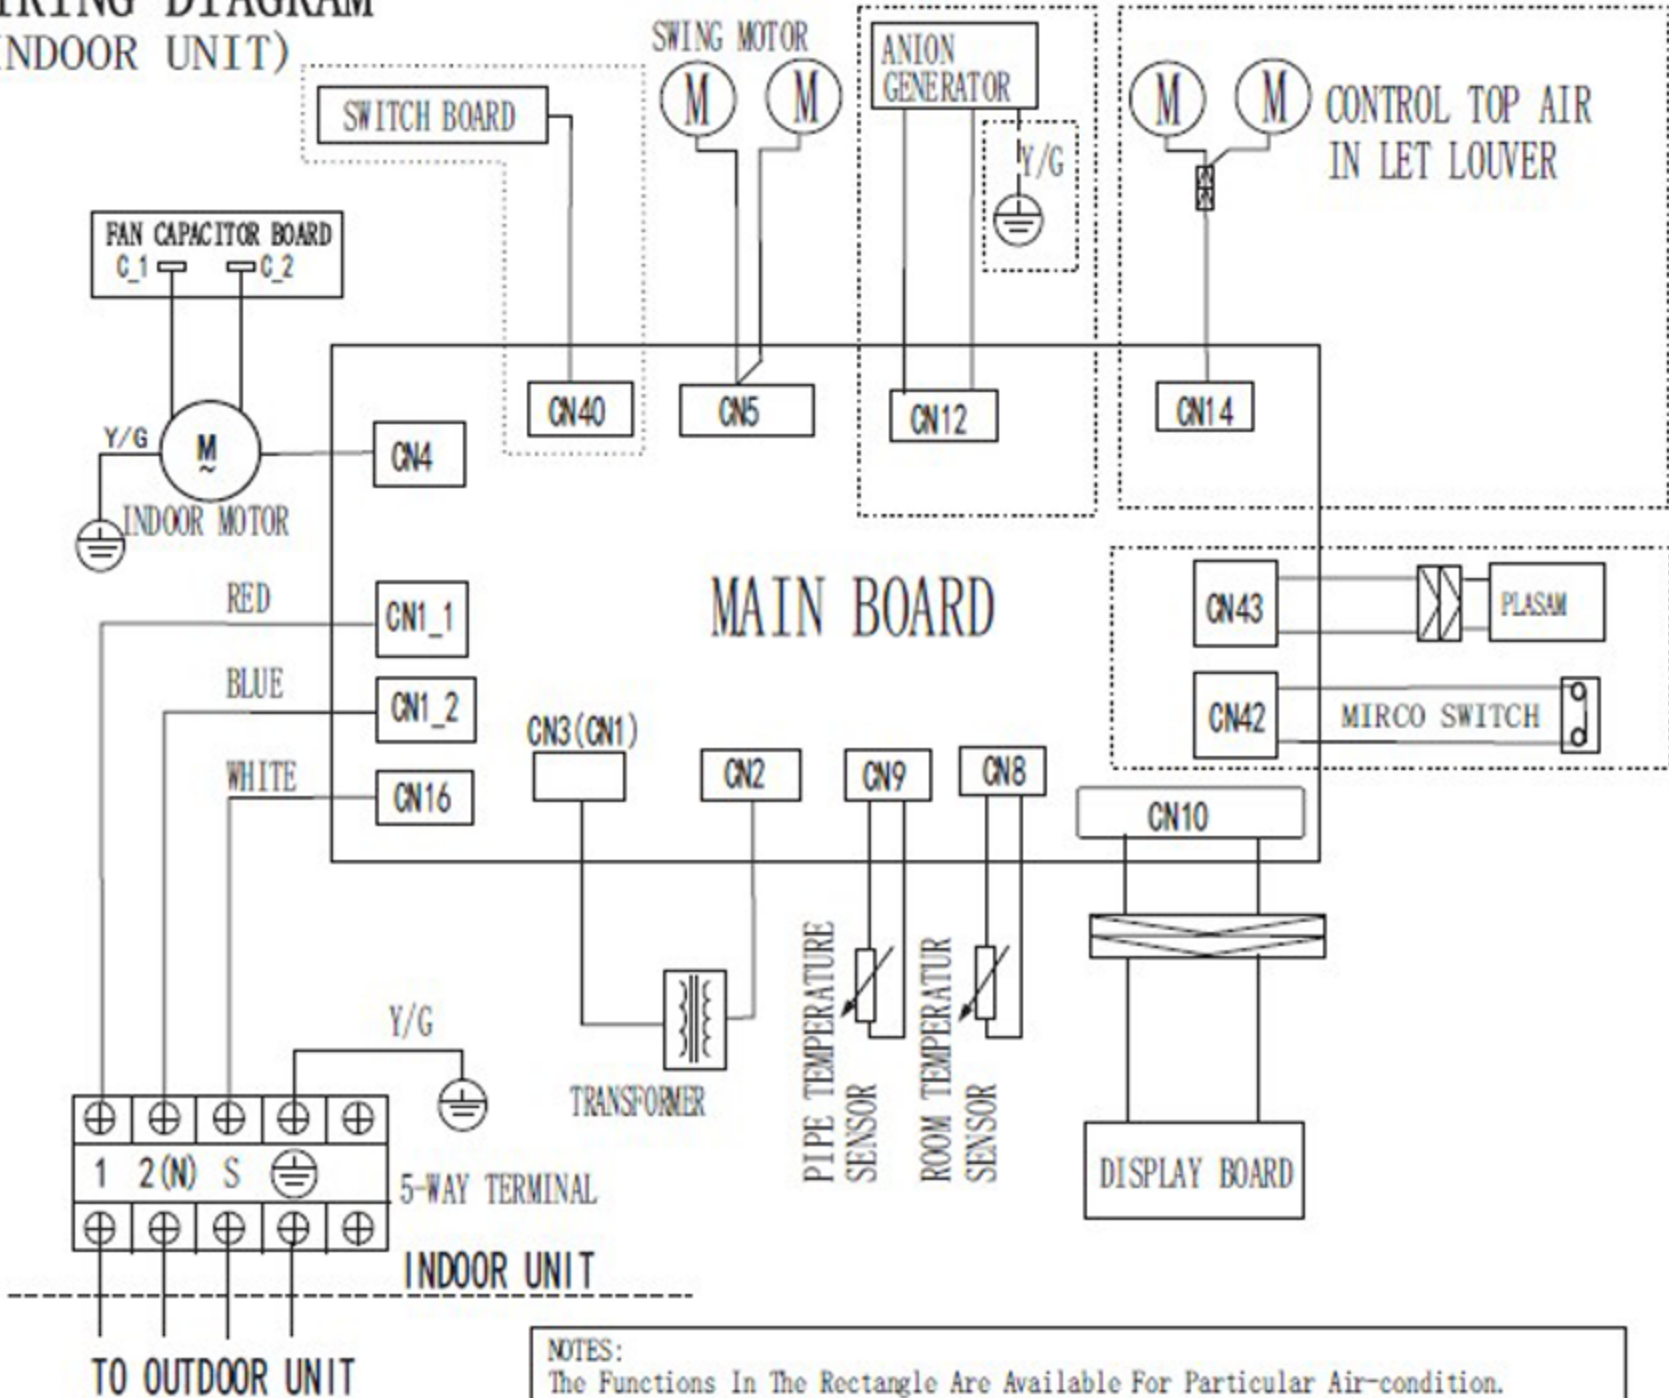 IRING DIAGRAM
INDOOR UNIT)
SWITCH BOARD
SWING MOTOR
M
M
ANION
GENERATOR
Y/G
M
M
CONTROL TOP AIR
IN LET LOUVER
FAN CAPACITOR BOARD
C_1
C_2
Y/G
M
~
INDOOR MOTOR
CN4
CN40
CN5
CN12
CN14
MAIN BOARD
RED
CN1_1
BLUE
CN1_2
WHITE
CN16
CN43
PLASAM
CN42
MIRCO SWITCH
CN3(CN1)
CN2
CN9
CN8
CN10
PIPE TEMPERATURE
SENSOR
ROOM TEMPERATUR
SENSOR
TRANSFORMER
DISPLAY BOARD
Y/G
1 2(N) S
5-WAY TERMINAL
INDOOR UNIT
TO OUTDOOR UNIT
NOTES:
The Functions In The Rectangle Are Available For Particular Air-condition.